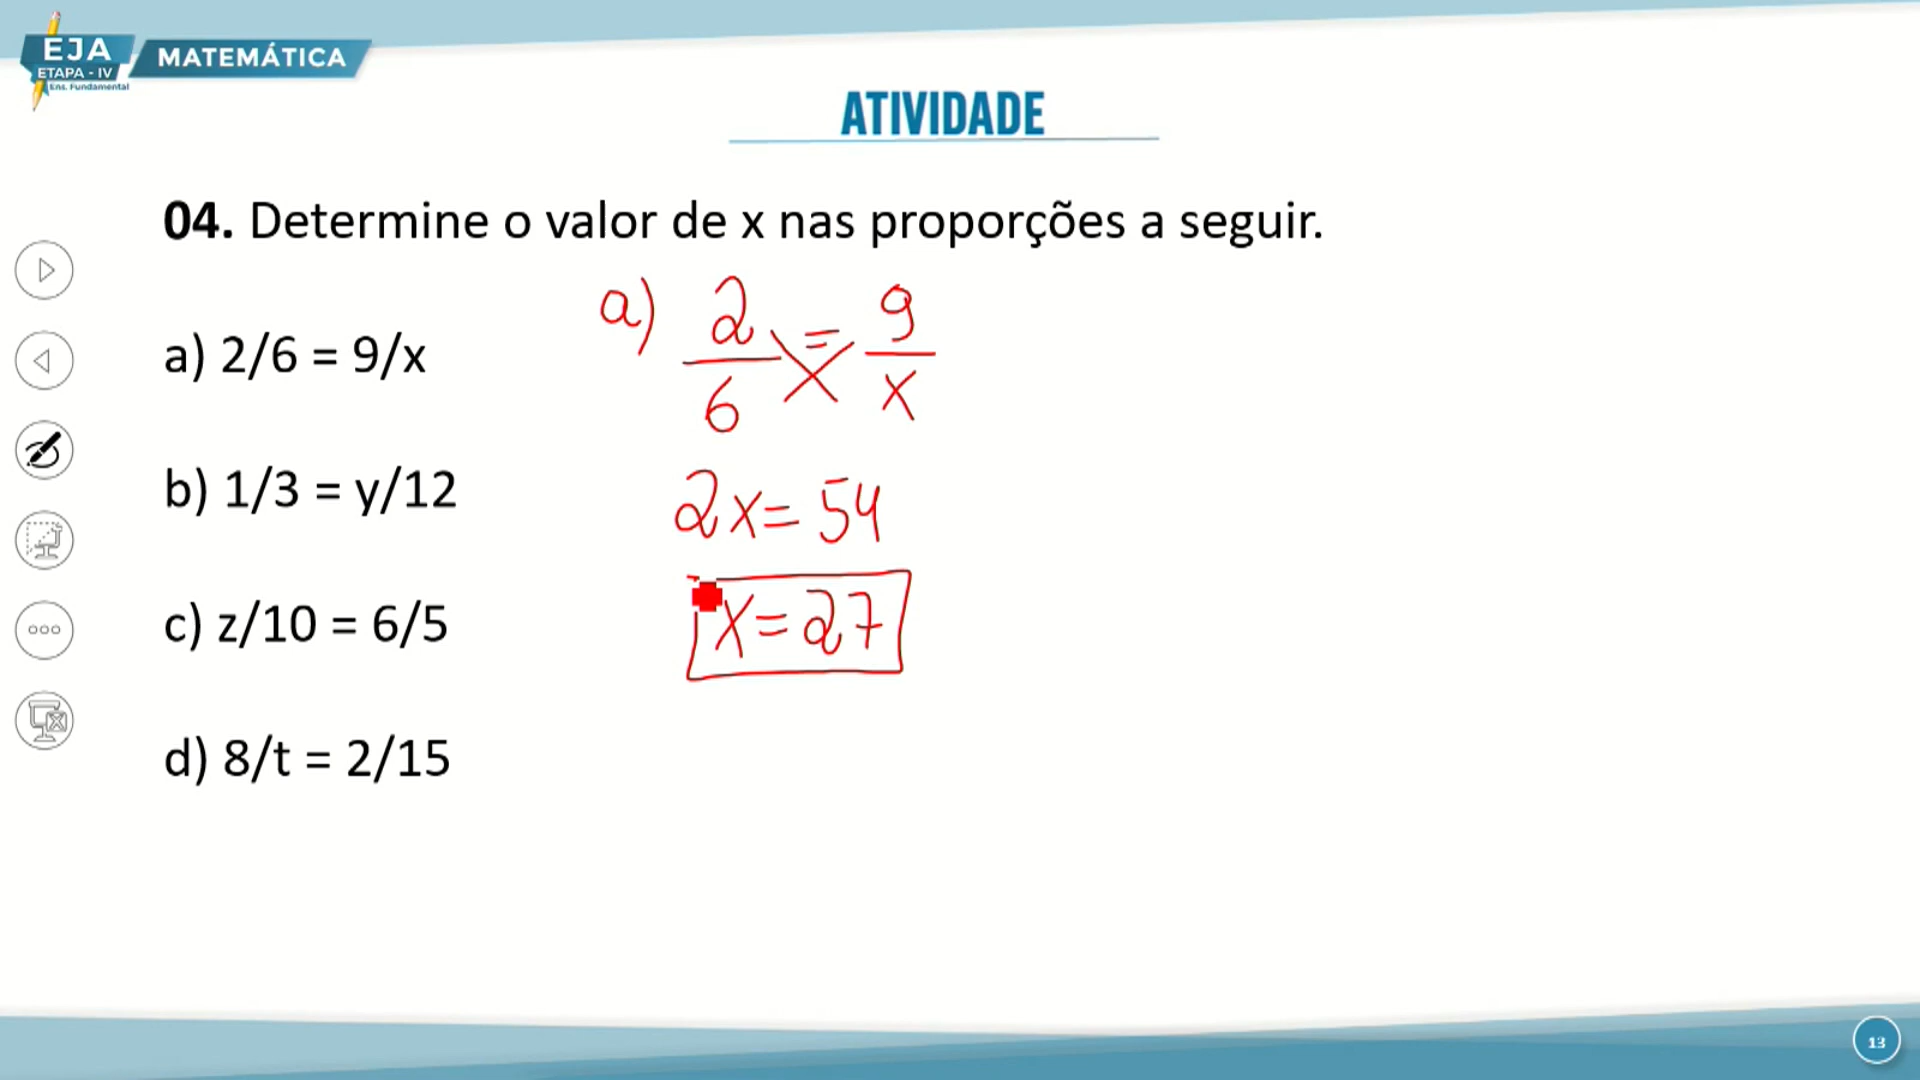 EJA
ETAPA - IV
Ens. Fundamental
MATEMÁTICA
ATIVIDADE
04. Determine o valor de x nas proporções a seguir.
a) 2/6 = 9/x
b) 1/3 = y/12
c) z/10 = 6/5
d) 8/t = 2/15
a) 2/6 = 9/x
2x = 54
x = 27
13